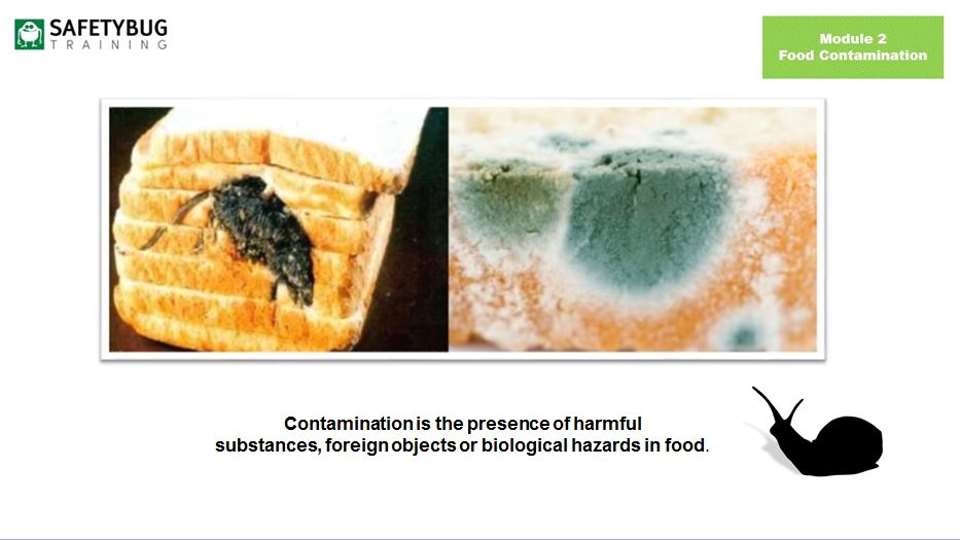 SAFETYBUG
TRAINING
Module 2
Food Contamination
Contamination is the presence of harmful
substances, foreign objects or biological hazards in food.